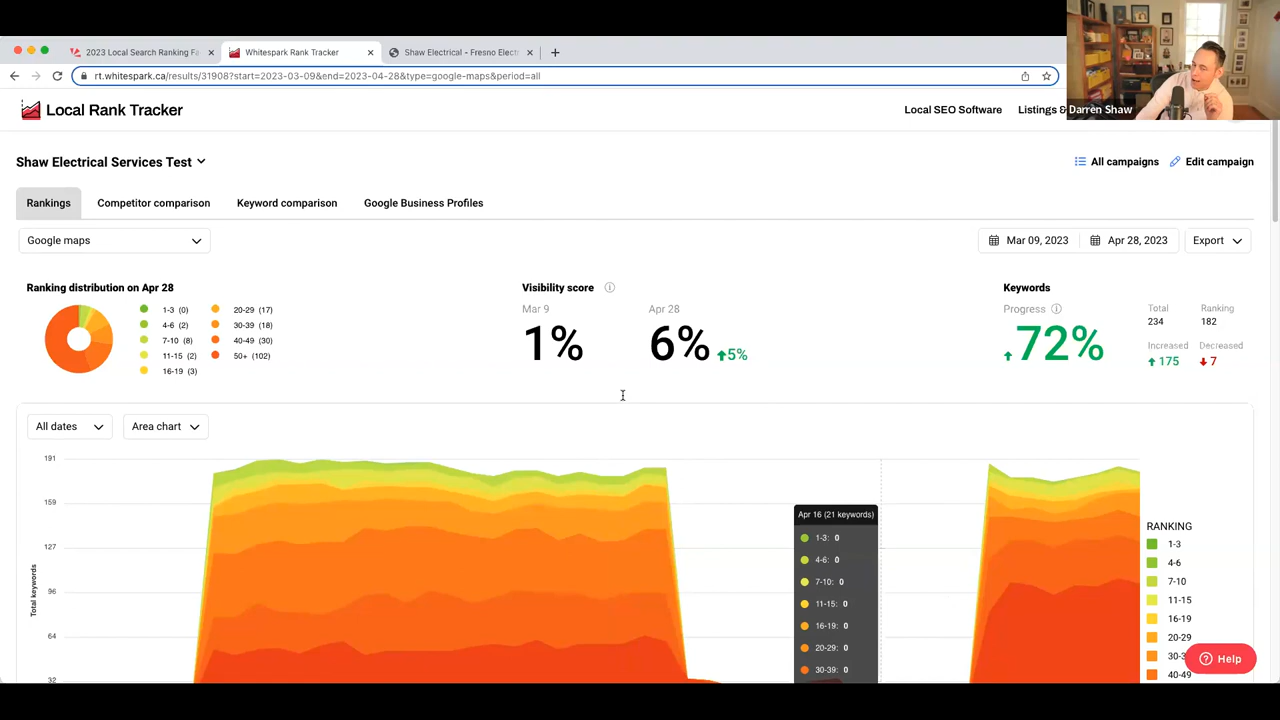 2023 Local Search Ranking Fa
Whitespark Rank Tracker
Shaw Electrical - Fresno Electr
rt.whitespark.ca/results/31908?start=2023-03-09&end=2023-04-28&type=google-maps&period=all
Darren Shaw
Local Rank Tracker
Local SEO Software
Listings &
Shaw Electrical Services Test
All campaigns
Edit campaign
Rankings
Competitor comparison
Keyword comparison
Google Business Profiles
Google maps
Mar 09, 2023
Apr 28, 2023
Export
Ranking distribution on Apr 28
1-3 (0)
4-6 (2)
7-10 (8)
11-15 (2)
16-19 (3)
20-29 (17)
30-39 (18)
40-49 (30)
50+ (102)
Visibility score
Mar 9
1%
Apr 28
6%
5%
Keywords
Progress
72%
Total
234
Ranking
182
Increased
175
Decreased
7
All dates
Area chart
191
159
127
96
64
32
Total keywords
Apr 16 (21 keywords)
1-3: 0
4-6: 0
7-10: 0
11-15: 0
16-19: 0
20-29: 0
30-39: 0
RANKING
1-3
4-6
7-10
11-15
16-19
20-29
30-3
40-49
Help